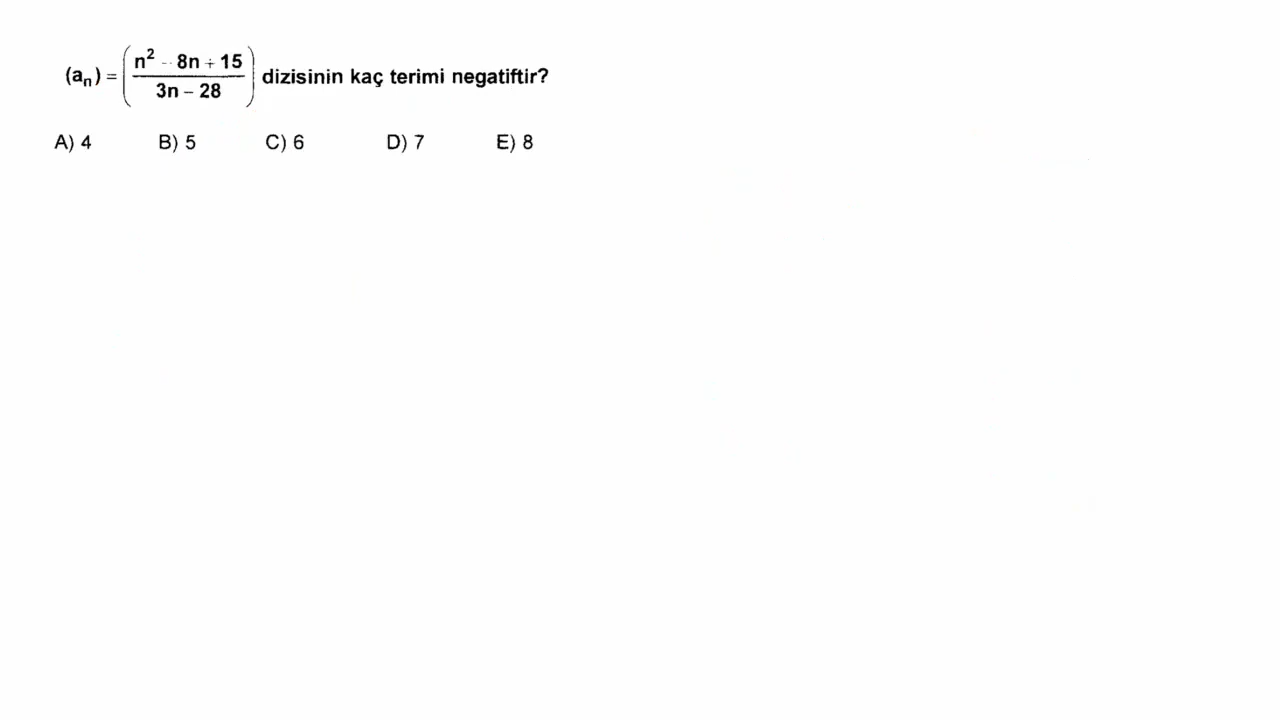 (aₙ) = ( (n² - 8n + 15) / (3n - 28) ) dizisinin kaç terimi negatiftir?
A) 4 B) 5 C) 6 D) 7 E) 8